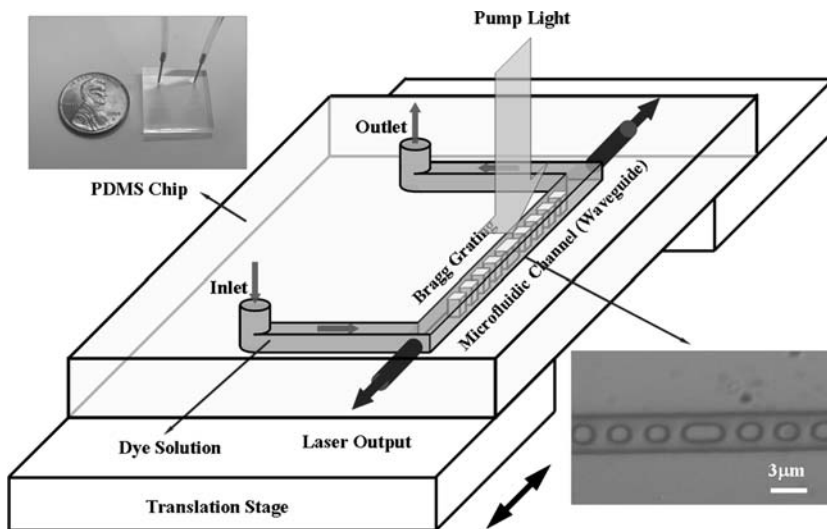 Pump Light
Outlet
PDMS Chip
Bragg Grating
Microfluidic Channel (Waveguide)
Inlet
Dye Solution
Laser Output
3μm
Translation Stage